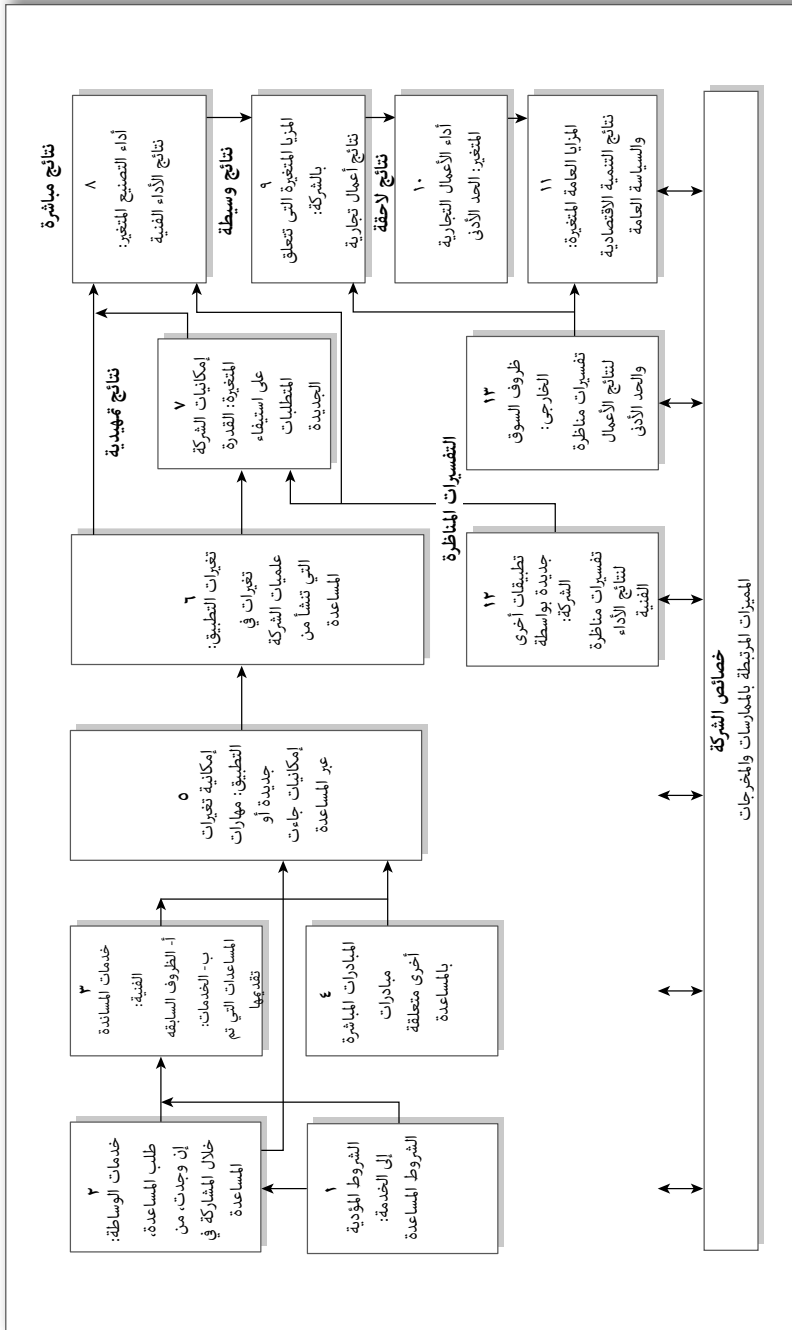 ٢
خدمات الوساطة:
إن وجدت، من
طلب المساعدة،
خلال المشاركة في
المساعدة
١
الشروط المؤدية
إلى الخدمة:
الشروط المساعدة
٣
خدمات المساندة
الفنية:
أ- الظروف السابقه
ب- الخدمات:
المساعدات التي تم
تقديمها
٤
المبادرات المباشرة
أخرى متعلقة
مبادرات
بالمساعدة
٥
إمكانية تغيرات
التطبيق: مهارات
جديدة أو
إمكانيات جاءت
عبر المساعدة
٦
تغيرات التطبيق:
تغيرات في
علميات الشركة
التي تنشأ من
المساعدة
نتائج تمهيدية
٧
إمكانيات الشركة
المتغيرة: القدرة
على استيفاء
المتطلبات
الجديدة
نتائج مباشرة
٨
أداء التصنيع المتغير:
نتائج الأداء الفنية
نتائج وسيطة
٩
المزيا المتغيرة التى تتعلق
بالشركة:
نتائج أعمال تجارية
نتائج لاحقة
١٠
أداء الأعمال التجارية
المتغير: الحد الأدنى
١١
المزايا العامة المتغيرة:
نتائج التنمية الاقتصادية
والسياسة العامة
التفسيرات المناظرة
١٢
تطبيقات أخرى
جديدة بواسطة
الشركة:
تفسيرات مناظرة
لنتائج الأداء
الفنية
١٣
ظروف السوق
الخارجى:
تفسيرات مناظرة
لنتائج الأعمال
والحد الأدنى
خصائص الشركة
المميزات المرتبطة بالممارسات والمخرجات